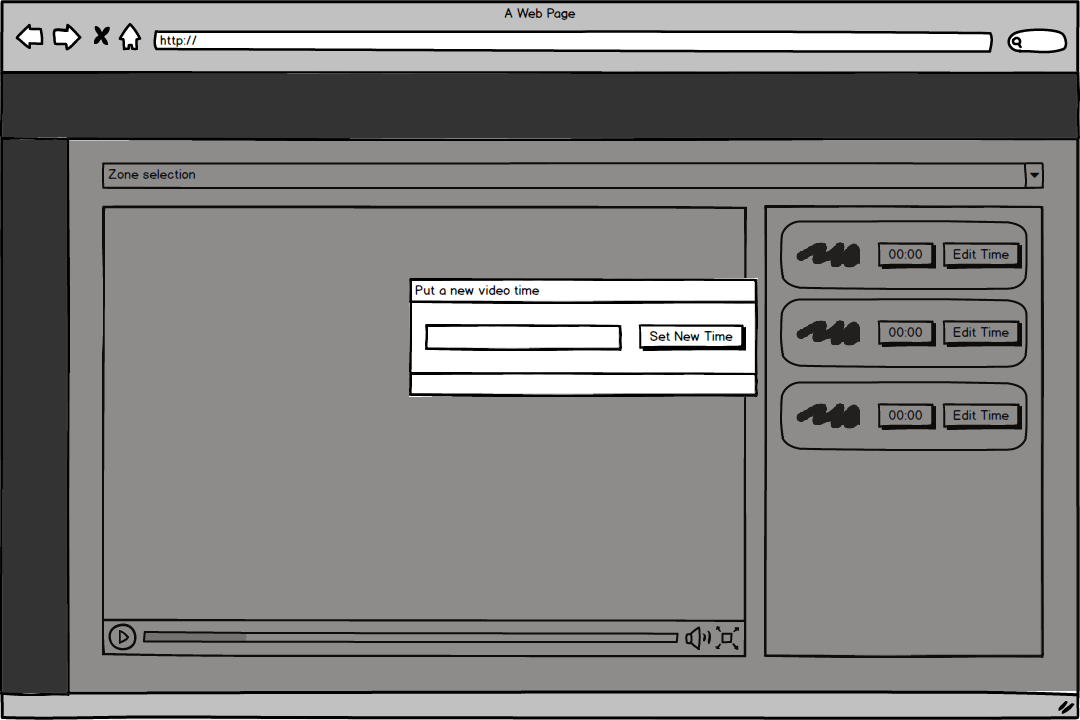 A Web Page
http://
Zone selection
00:00 Edit Time
Put a new video time
Set New Time
00:00 Edit Time
00:00 Edit Time